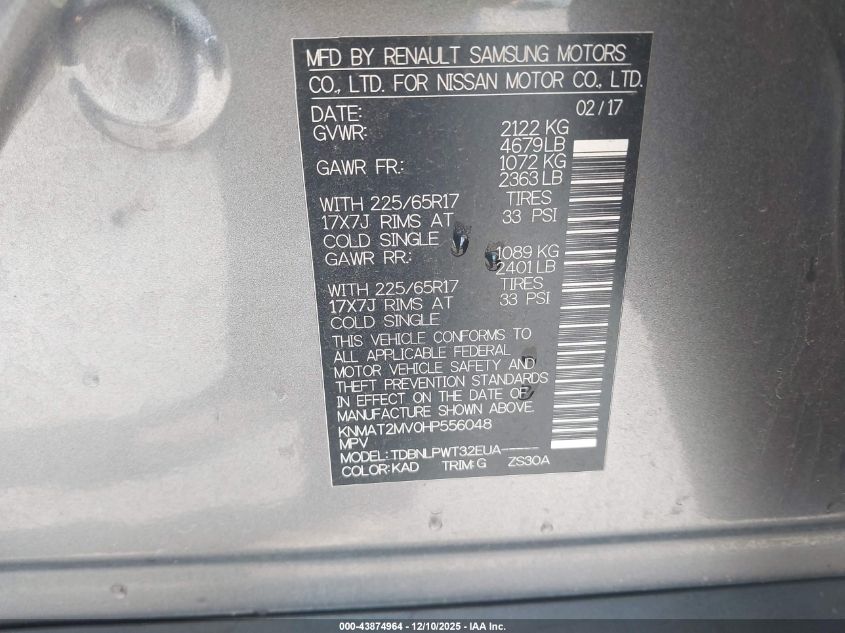 MFD BY RENAULT SAMSUNG MOTORS
CO., LTD. FOR NISSAN MOTOR CO., LTD.
DATE: 02/17
GVWR: 2122 KG
4679LB
GAWR FR.: 1072 KG
2363LB
WITH 225/65R17 TIRES
17X7J RIMS AT 33 PSI
COLD SINGLE
GAWR RR.: 1089 KG
2401LB
WITH 225/65R17 TIRES
17X7J RIMS AT 33 PSI
COLD SINGLE
THIS VEHICLE CONFORMS TO
ALL APPLICABLE FEDERAL
MOTOR VEHICLE SAFETY AND
THEFT PREVENTION STANDARDS
IN EFFECT ON THE DATE OF
MANUFACTURE SHOWN ABOVE.
KNMAT2MV0HP556048
MPV
MODEL:TDBNLPWT32EUA-----
COLOR:KAD TRIM:G ZS30A
000-43874964 – 12/10/2025 – IAA Inc.